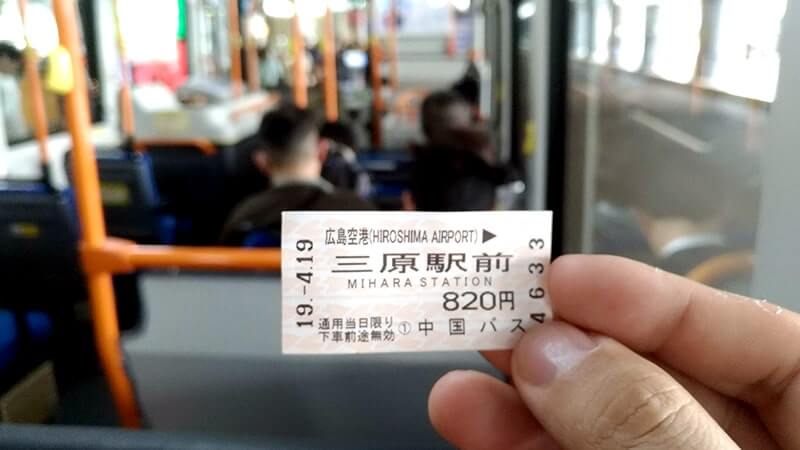 広島空港(HIROSHIMA AIRPORT)▶
三原駅前
MIHARA STATION
820円
通用当日限り
下車前途無効
① 中国バス
19.-4.19
4633